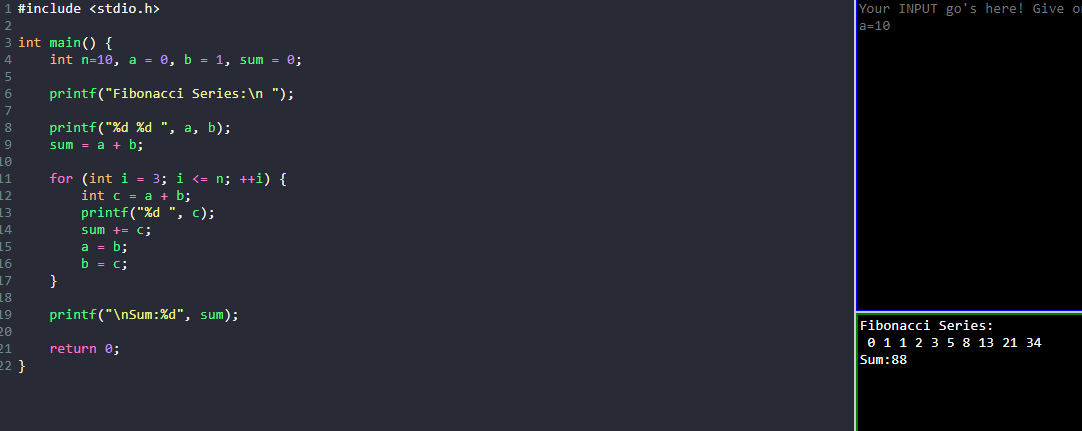 1 #include <stdio.h>
2
3 int main() {
4     int n=10, a = 0, b = 1, sum = 0;
5
6     printf("Fibonacci Series:\n ");
7
8     printf("%d %d ", a, b);
9     sum = a + b;
10
11     for (int i = 3; i <= n; ++i) {
12         int c = a + b;
13         printf("%d ", c);
14         sum += c;
15         a = b;
16         b = c;
17     }
18
19     printf("\nSum:%d", sum);
20
21     return 0;
22 }
Your INPUT go's here! Give
a=10
Fibonacci Series:
 0 1 1 2 3 5 8 13 21 34
Sum:88